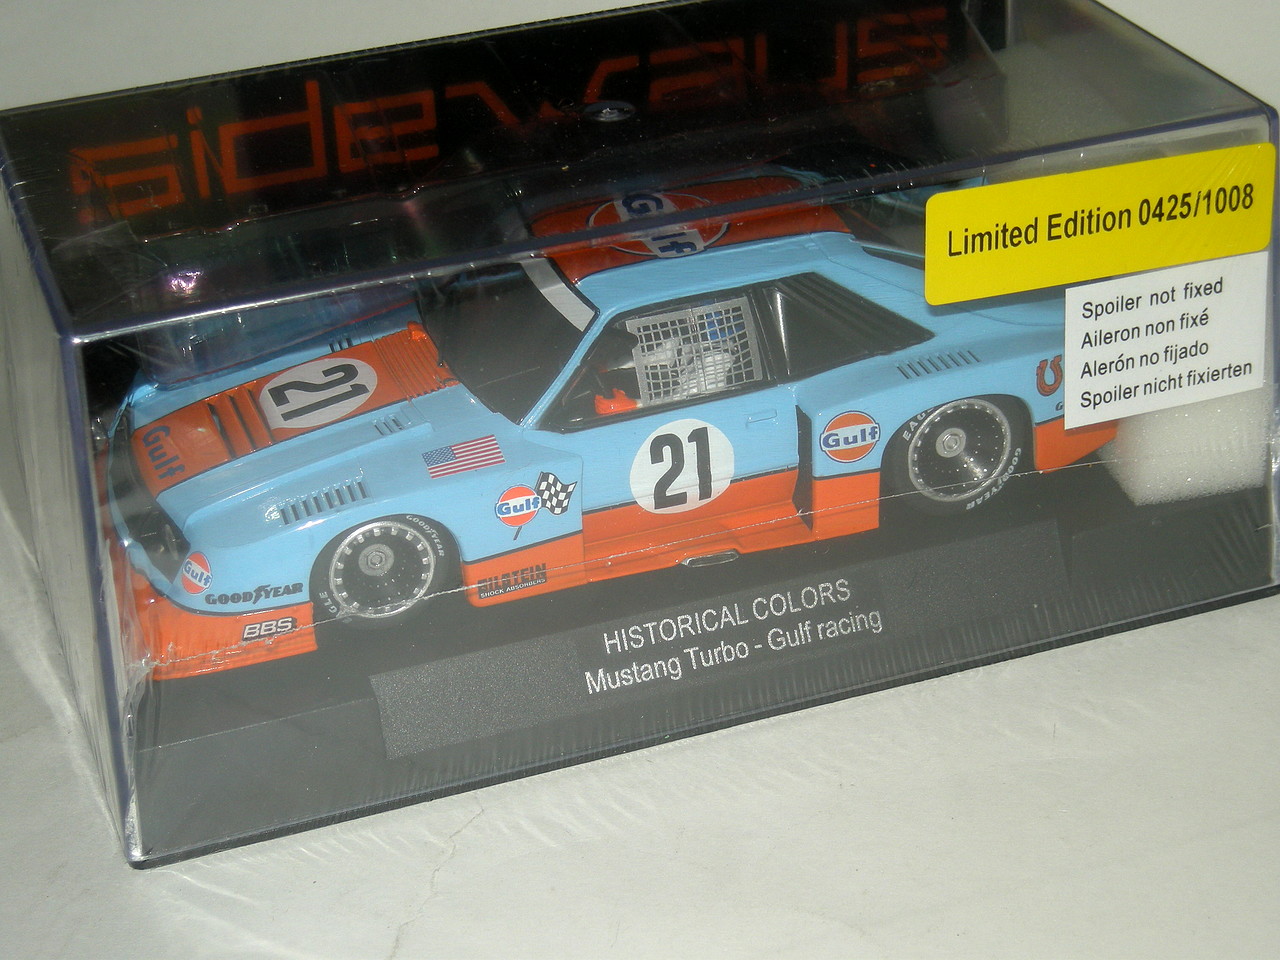 sideways
Limited Edition 0425/1008
Spoiler not fixed
Aileron non fixé
Alerón no fijado
Spoiler nicht fixierten
Gulf
21
Gulf
21
Gulf
Gulf
Gulf
GOODYEAR
BBS
GOODYEAR
BILSTEIN
SHOCK ABSORBERS
GOODYEAR
HISTORICAL COLORS
Mustang Turbo - Gulf racing